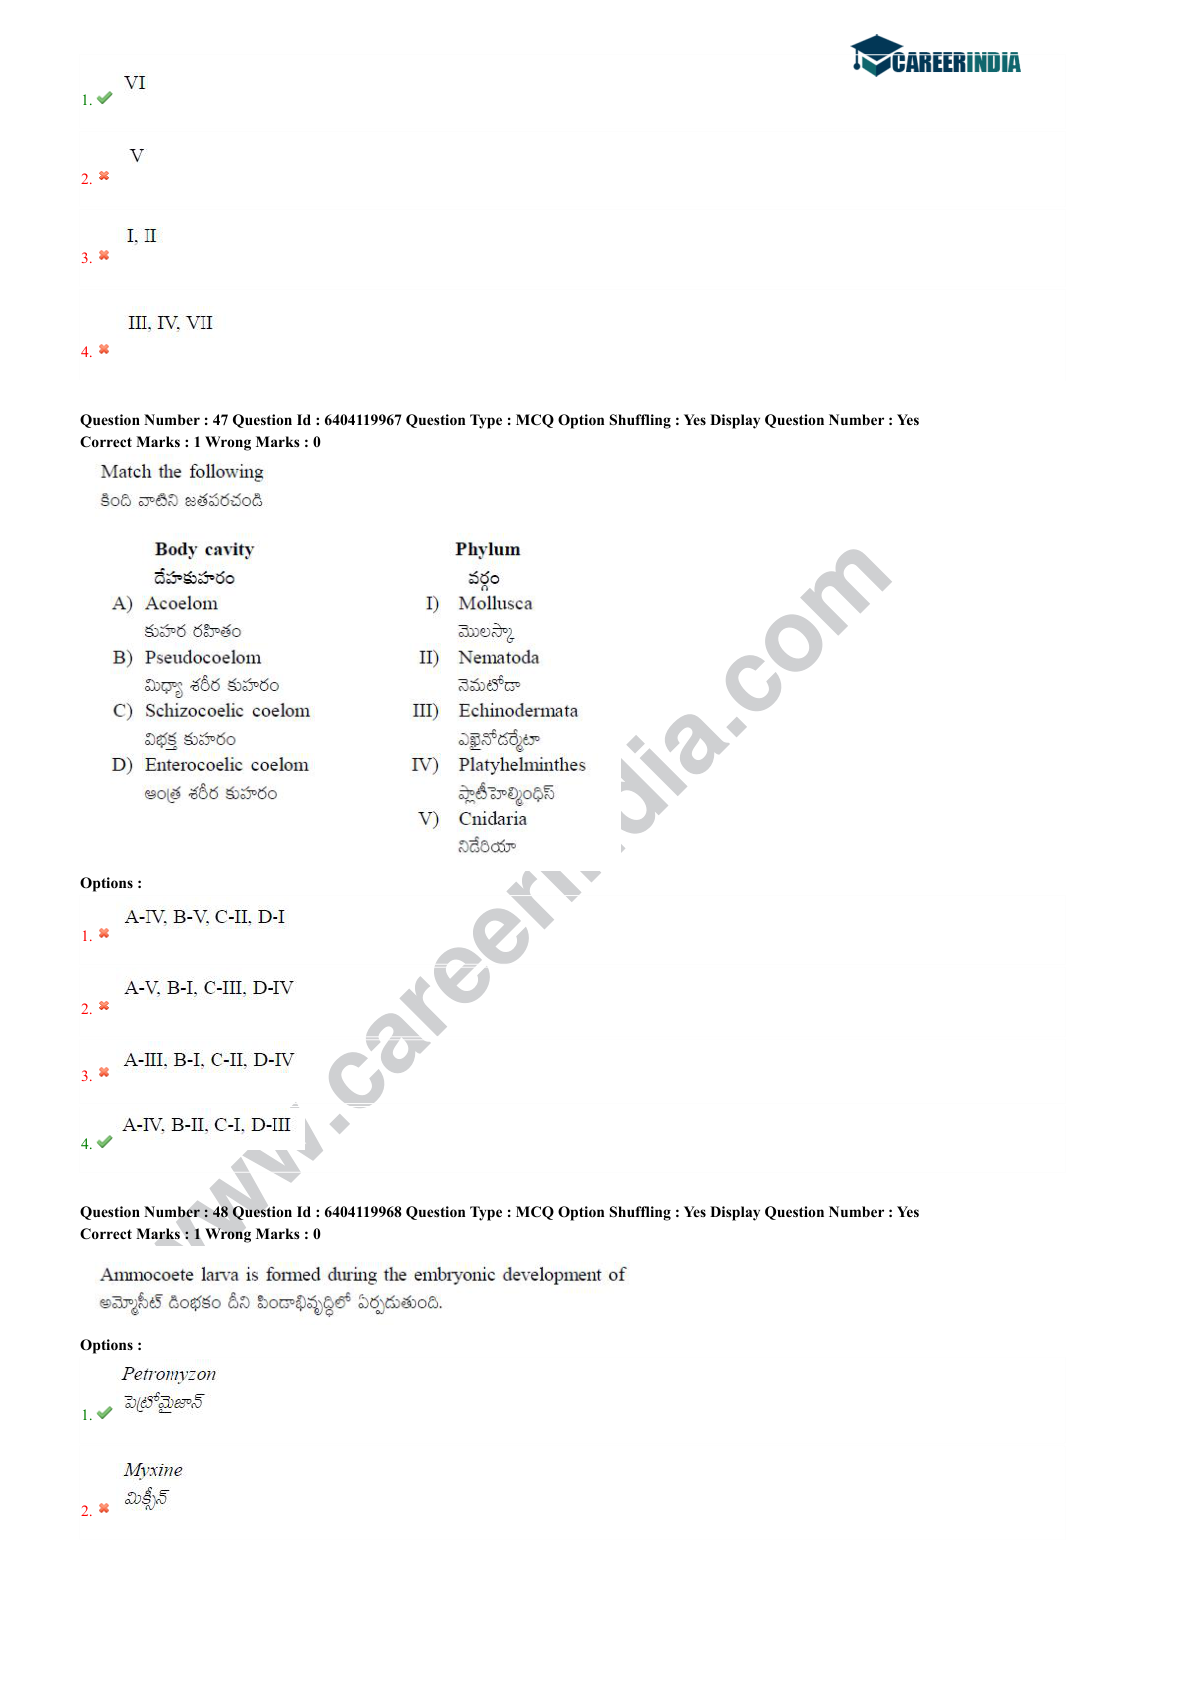 CAREERINDIA
VI
1.
V
2.
I, II
3.
III, IV, VII
4.
Question Number : 47 Question Id : 6404119967 Question Type : MCQ Option Shuffling : Yes Display Question Number : Yes
Correct Marks : 1 Wrong Marks : 0
Match the following
కింది వాటిని జతపరచండి
Body cavity Phylum
దేహకుహరం వర్గం
A) Acoelom I) Mollusca
కుహర రహితం మొలస్కా
B) Pseudocoelom II) Nematoda
మిధ్యా శరీర కుహరం నెమటోడా
C) Schizocoelic coelom III) Echinodermata
విభక్త కుహరం ఎఖైనోడర్మేటా
D) Enterocoelic coelom IV) Platyhelminthes
ఆంత్ర శరీర కుహరం ప్లాటీహెల్మింథిస్
V) Cnidaria
నిడేరియా
Options :
A-IV, B-V, C-II, D-I
1.
A-V, B-I, C-III, D-IV
2.
A-III, B-I, C-II, D-IV
3.
A-IV, B-II, C-I, D-III
4.
www.careerindia.com
Question Number : 48 Question Id : 6404119968 Question Type : MCQ Option Shuffling : Yes Display Question Number : Yes
Correct Marks : 1 Wrong Marks : 0
Ammocoete larva is formed during the embryonic development of
అమ్మోసీట్ డింభకం దీని పిండాభివృద్ధిలో ఏర్పడుతుంది.
Options :
Petromyzon
పెట్రోమైజాన్
1.
Myxine
మిక్సీన్
2.